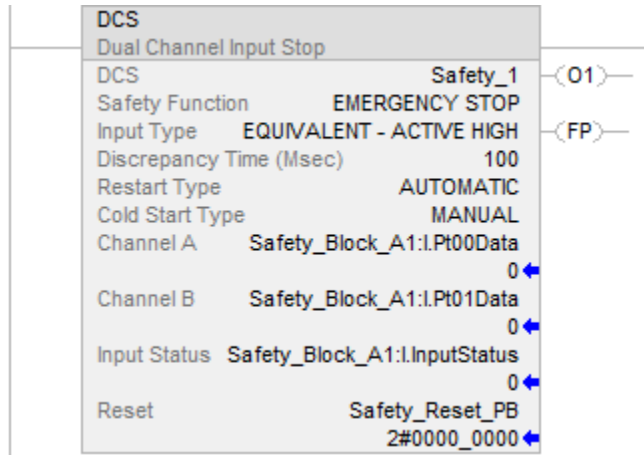 DCS
Dual Channel Input Stop
DCS Safety_1 (O1)
Safety Function EMERGENCY STOP
Input Type EQUIVALENT - ACTIVE HIGH (FP)
Discrepancy Time (Msec) 100
Restart Type AUTOMATIC
Cold Start Type MANUAL
Channel A Safety_Block_A1:I.Pt00Data
0
Channel B Safety_Block_A1:I.Pt01Data
0
Input Status Safety_Block_A1:I.InputStatus
0
Reset Safety_Reset_PB
2#0000_0000